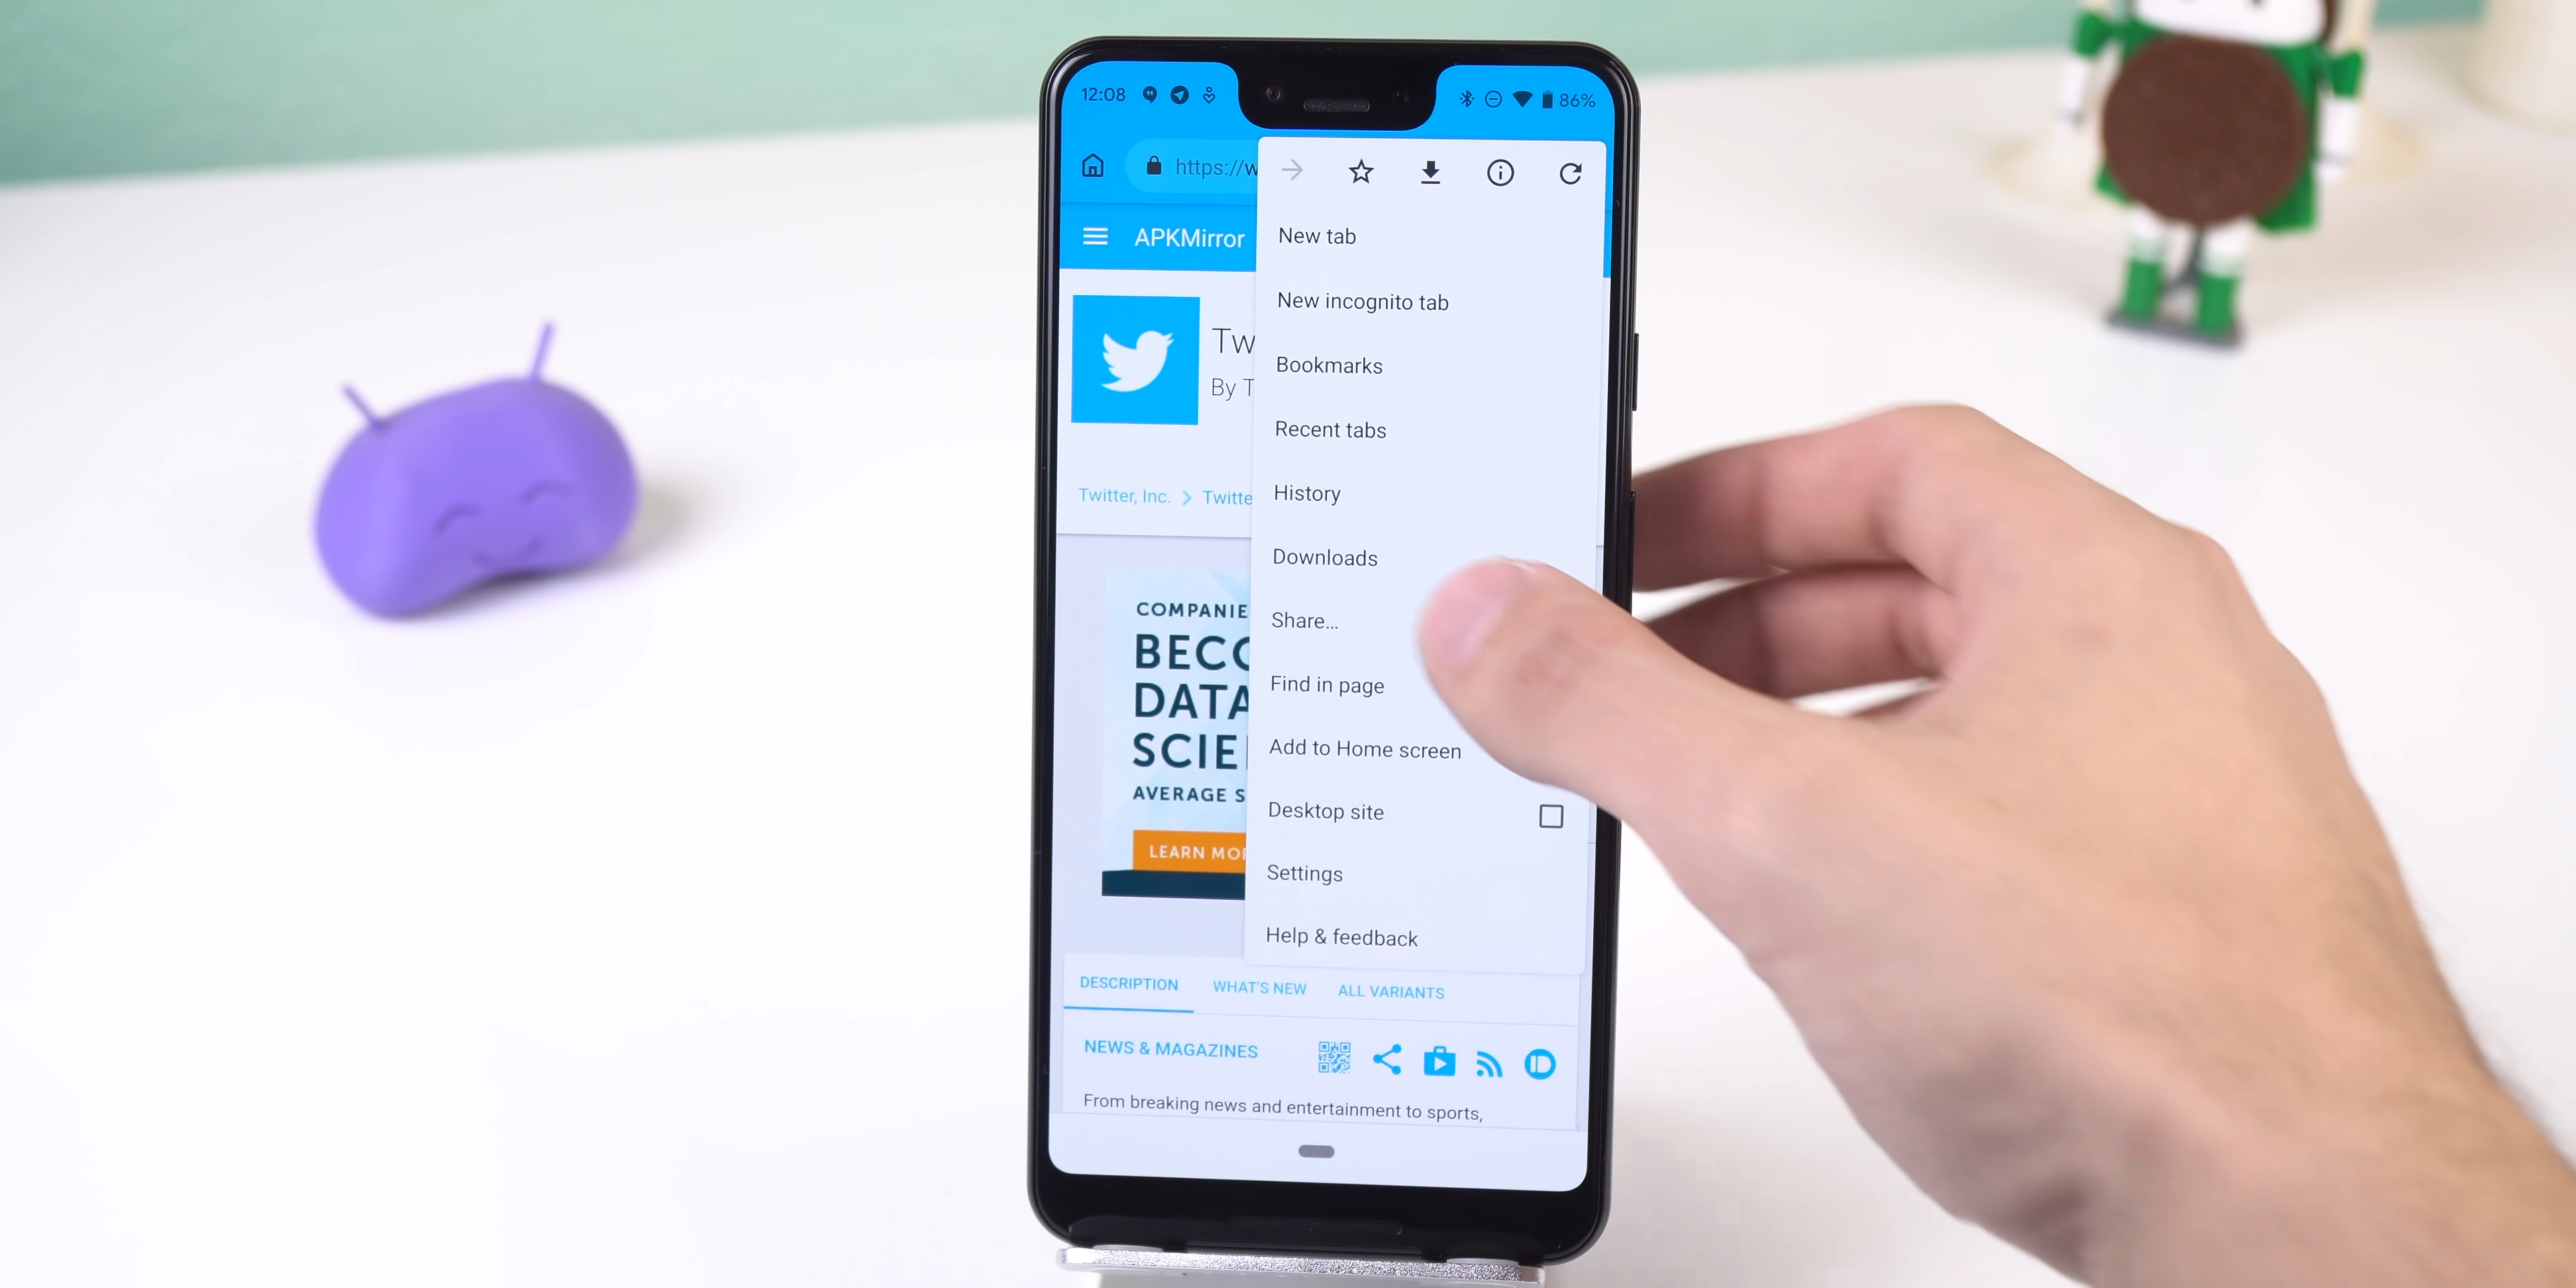 12:08
86%
https://w
APKMirror
New tab
New incognito tab
Bookmarks
Recent tabs
History
Downloads
Share...
Find in page
Add to Home screen
Desktop site
Settings
Help & feedback
Tw
By T
Twitter, Inc. > Twitte
COMPANIE
BECO
DATA
SCIE
AVERAGE S
LEARN MOR
DESCRIPTION
WHAT'S NEW
ALL VARIANTS
NEWS & MAGAZINES
From breaking news and entertainment to sports,